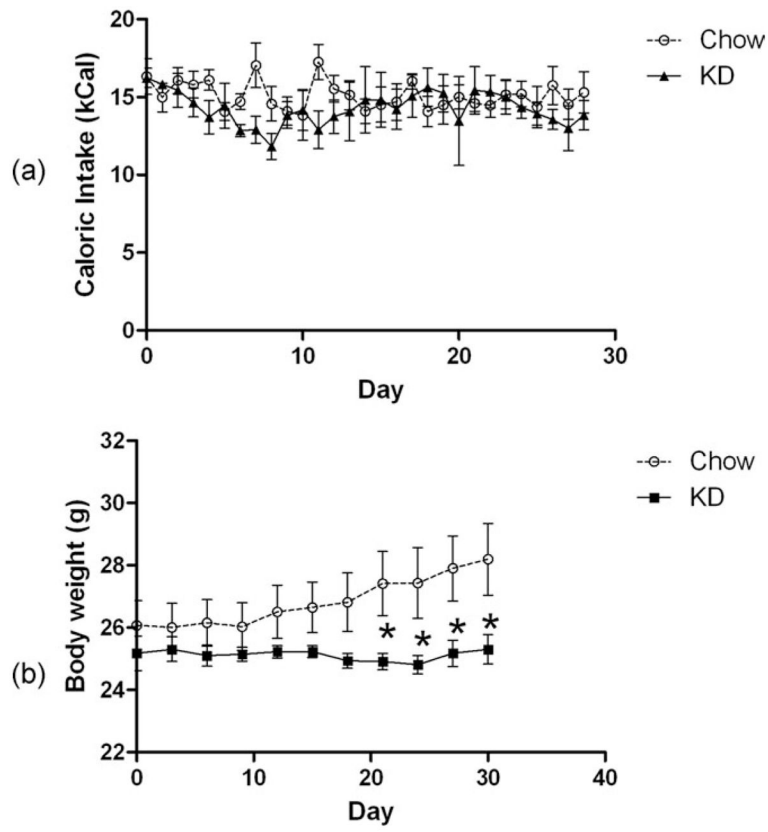 20
15
10
5
0
Caloric Intake (kCal)
0 10 20 30
Day
Chow
KD
(a)
32
30
28
26
24
22
Body weight (g)
* * * *
0 10 20 30 40
Day
Chow
KD
(b)